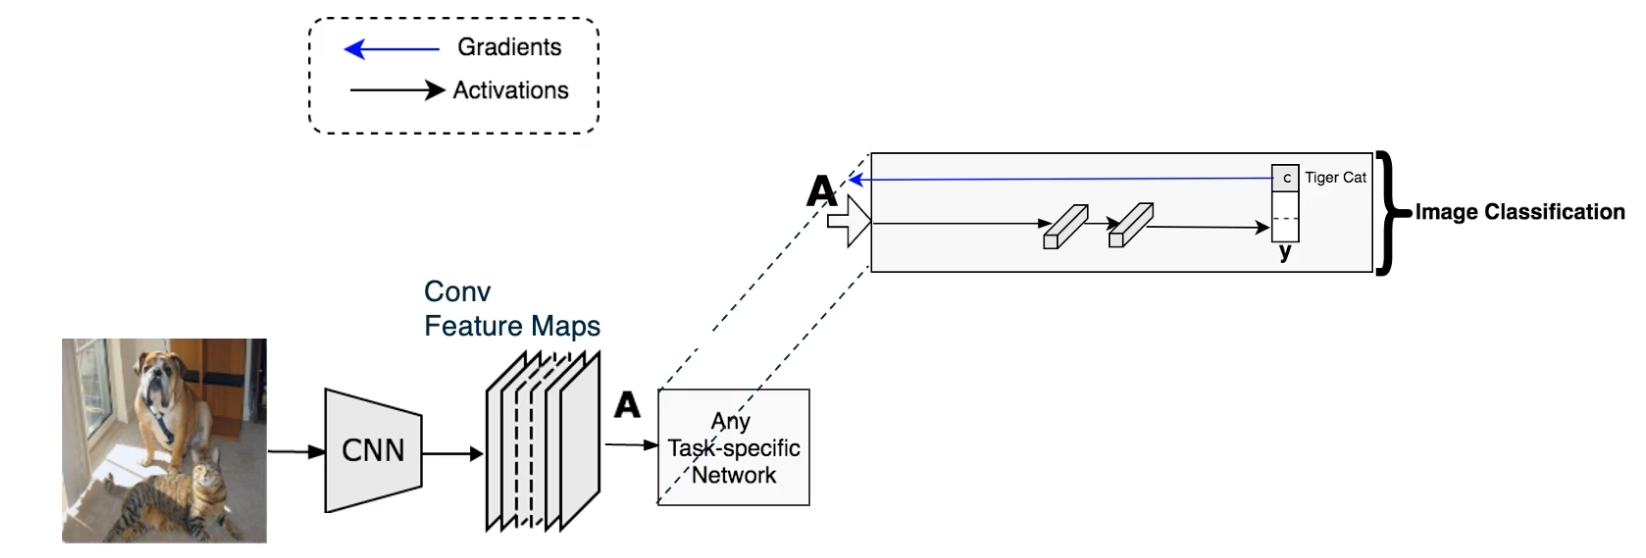 Gradients
Activations
A
c
Tiger Cat
y
Image Classification
Conv
Feature Maps
CNN
A
Any
Task-specific
Network